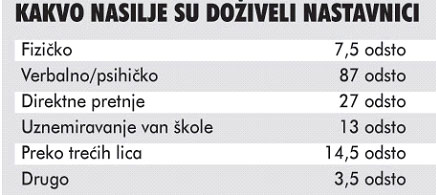 KAKVO NASILJE SU DOŽIVELI NASTAVNICI
Fizičko 7,5 odsto
Verbalno/psihičko 87 odsto
Direktne pretnje 27 odsto
Uznemiravanje van škole 13 odsto
Preko trećih lica 14,5 odsto
Drugo 3,5 odsto